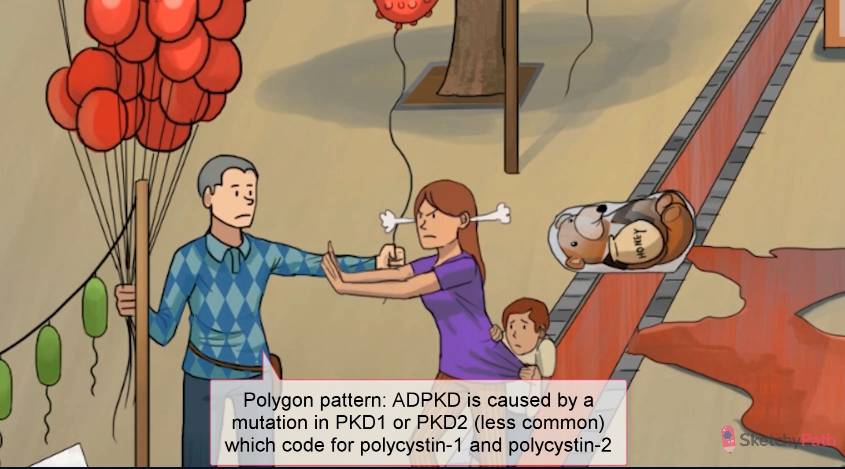 HONEY
Polygon pattern: ADPKD is caused by a
mutation in PKD1 or PKD2 (less common)
which code for polycystin-1 and polycystin-2
SketchyPath